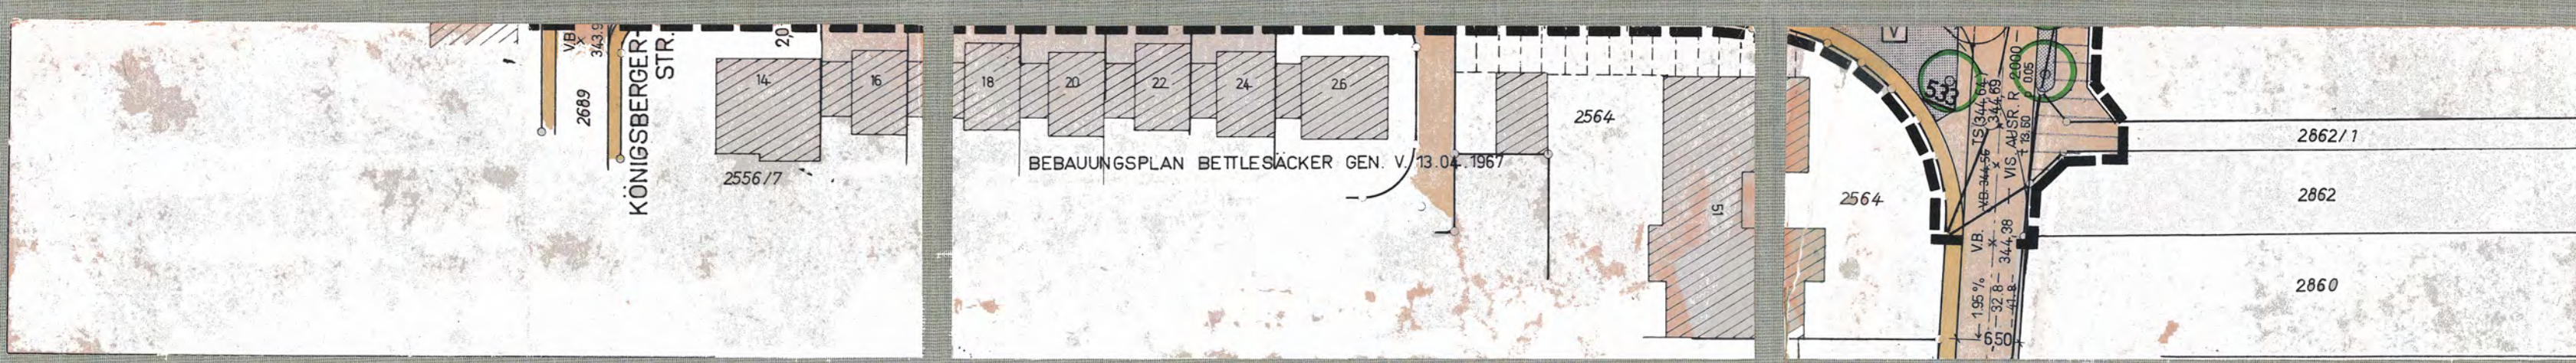 V.B.
×
343.9
2689
KÖNIGSBERGER-
STR.
2,0
14
16
2556/7
18
20
22
24
26
BEBAUUNGSPLAN BETTLESÄCKER GEN. V. 13.04.1967
2564
51
V
533
2564
TS(344,64)
V.B. 344.56 × 344,69
VIS. AUSR. R 2000
0.05
t 13.60
1.95% V.B.
32.8 × 344,38
41.8
6.50
2862/1
2862
2860